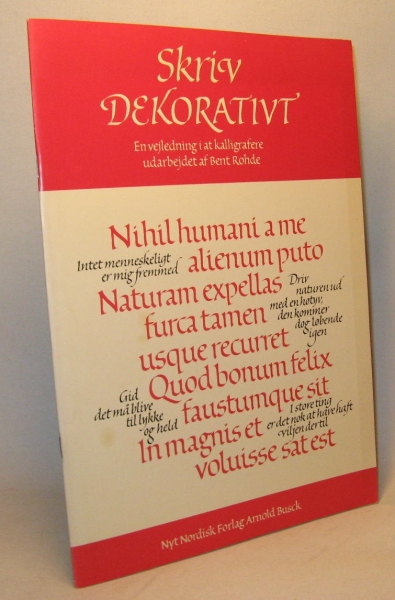 Skriv
DEKORATIVT
En vejledning i at kalligrafere
udarbejdet af Bent Rohde
Nihil humani a me
Intet menneskeligt
er mig fremmed
alienum puto
Naturam expellas
furca tamen
Driv
naturen ud
med en høtyv,
den kommer
dog løbende
igen
usque recurret
Quod bonum felix
Gid
det må blive
til lykke
og held
faustumque sit
In magnis et
I store ting
er det nok at have haft
viljen dertil
voluisse sat est
Nyt Nordisk Forlag Arnold Busck